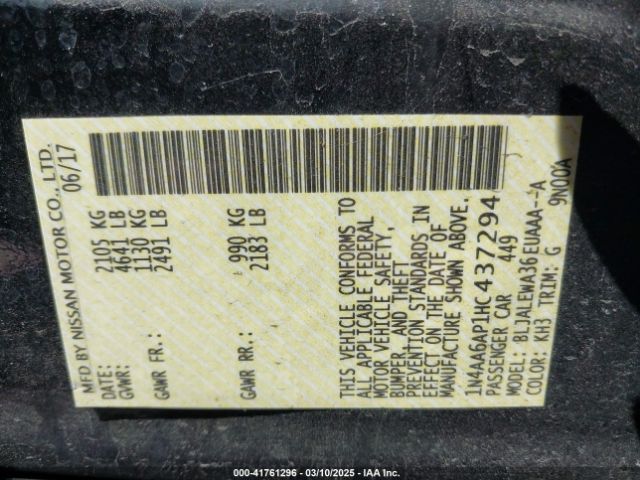 MFD BY NISSAN MOTOR CO., LTD.
DATE: 06/17
GVWR: 2105 KG
4641 LB
GAWR FR: 1130 KG
2491 LB
GAWR RR: 990 KG
2183 LB
THIS VEHICLE CONFORMS TO
ALL APPLICABLE FEDERAL
MOTOR VEHICLE SAFETY,
BUMPER, AND THEFT
PREVENTION STANDARDS IN
EFFECT ON THE DATE OF
MANUFACTURE SHOWN ABOVE.
1N4AA6AP1HC437294
PASSENGER CAR 449
MODEL: BLJALEWA36EUAAA--A
COLOR: KH3 TRIM: G 9N00A
000-41761296 - 03/10/2025 - IAA Inc.